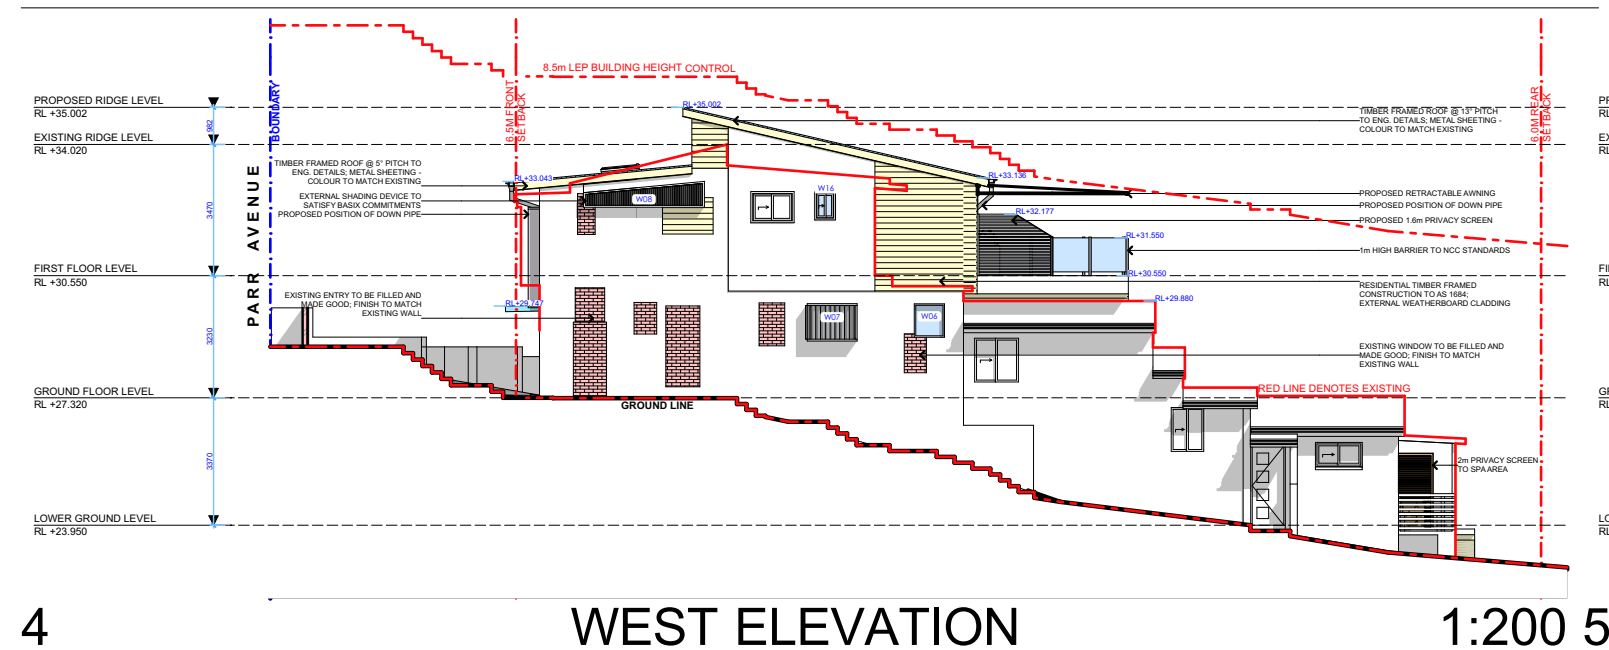 8.5m LEP BUILDING HEIGHT CONTROL
PROPOSED RIDGE LEVEL
RL +35.002
EXISTING RIDGE LEVEL
RL +34.020
FIRST FLOOR LEVEL
RL +30.550
GROUND FLOOR LEVEL
RL +27.320
LOWER GROUND LEVEL
RL +23.950
982
3470
3230
3370
PARR AVENUE
BOUNDARY
6.5M FRONT
SETBACK
TIMBER FRAMED ROOF @ 5° PITCH TO
ENG. DETAILS; METAL SHEETING -
COLOUR TO MATCH EXISTING
EXTERNAL SHADING DEVICE TO
SATISFY BASIX COMMITMENTS
PROPOSED POSITION OF DOWN PIPE
EXISTING ENTRY TO BE FILLED AND
MADE GOOD; FINISH TO MATCH
EXISTING WALL
RL+33.043
RL+29.747
RL+35.002
W08
W16
W07
W06
RL+33.136
RL+32.177
RL+31.550
RL+30.550
RL+29.880
GROUND LINE
TIMBER FRAMED ROOF @ 13° PITCH
TO ENG. DETAILS; METAL SHEETING -
COLOUR TO MATCH EXISTING
PROPOSED RETRACTABLE AWNING
PROPOSED POSITION OF DOWN PIPE
PROPOSED 1.6m PRIVACY SCREEN
1m HIGH BARRIER TO NCC STANDARDS
RESIDENTIAL TIMBER FRAMED
CONSTRUCTION TO AS 1684;
EXTERNAL WEATHERBOARD CLADDING
EXISTING WINDOW TO BE FILLED AND
MADE GOOD; FINISH TO MATCH
EXISTING WALL
RED LINE DENOTES EXISTING
2m PRIVACY SCREEN
TO SPA AREA
6.0M REAR
SETBACK
PR
RL
EX
RL
FI
RL
GR
RL
LO
RL
4
WEST ELEVATION
1:200
5